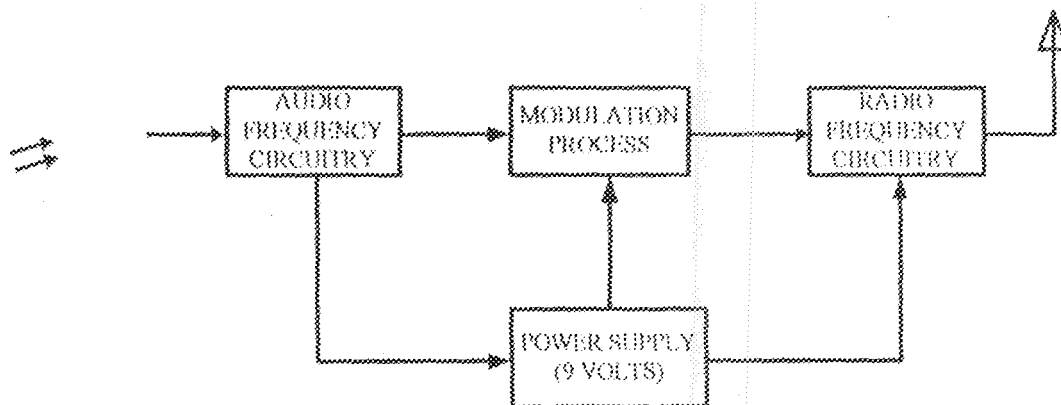 AUDIO
FREQUENCY
CIRCUITRY
MODULATION
PROCESS
RADIO
FREQUENCY
CIRCUITRY
POWER SUPPLY
(9 VOLTS)